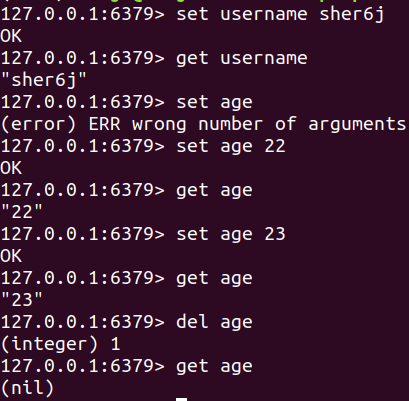 127.0.0.1:6379> set username sher6j
OK
127.0.0.1:6379> get username
"sher6j"
127.0.0.1:6379> set age
(error) ERR wrong number of arguments
127.0.0.1:6379> set age 22
OK
127.0.0.1:6379> get age
"22"
127.0.0.1:6379> set age 23
OK
127.0.0.1:6379> get age
"23"
127.0.0.1:6379> del age
(integer) 1
127.0.0.1:6379> get age
(nil)